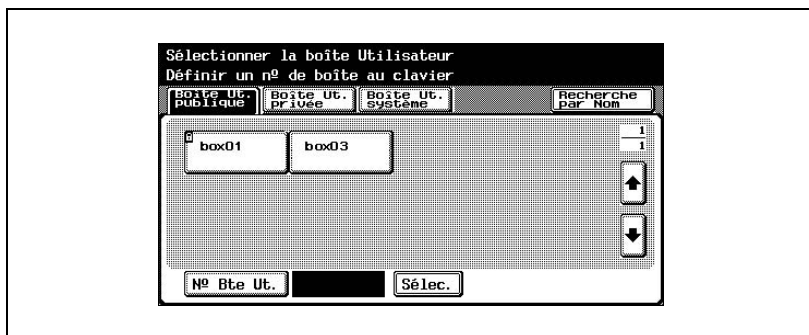 Sélectionner la boîte Utilisateur
Définir un nº de boîte au clavier
Boîte Ut. publique
Boîte Ut. privée
Boîte Ut. système
Recherche par Nom
box01
box03
1
1
Nº Bte Ut.
Sélec.